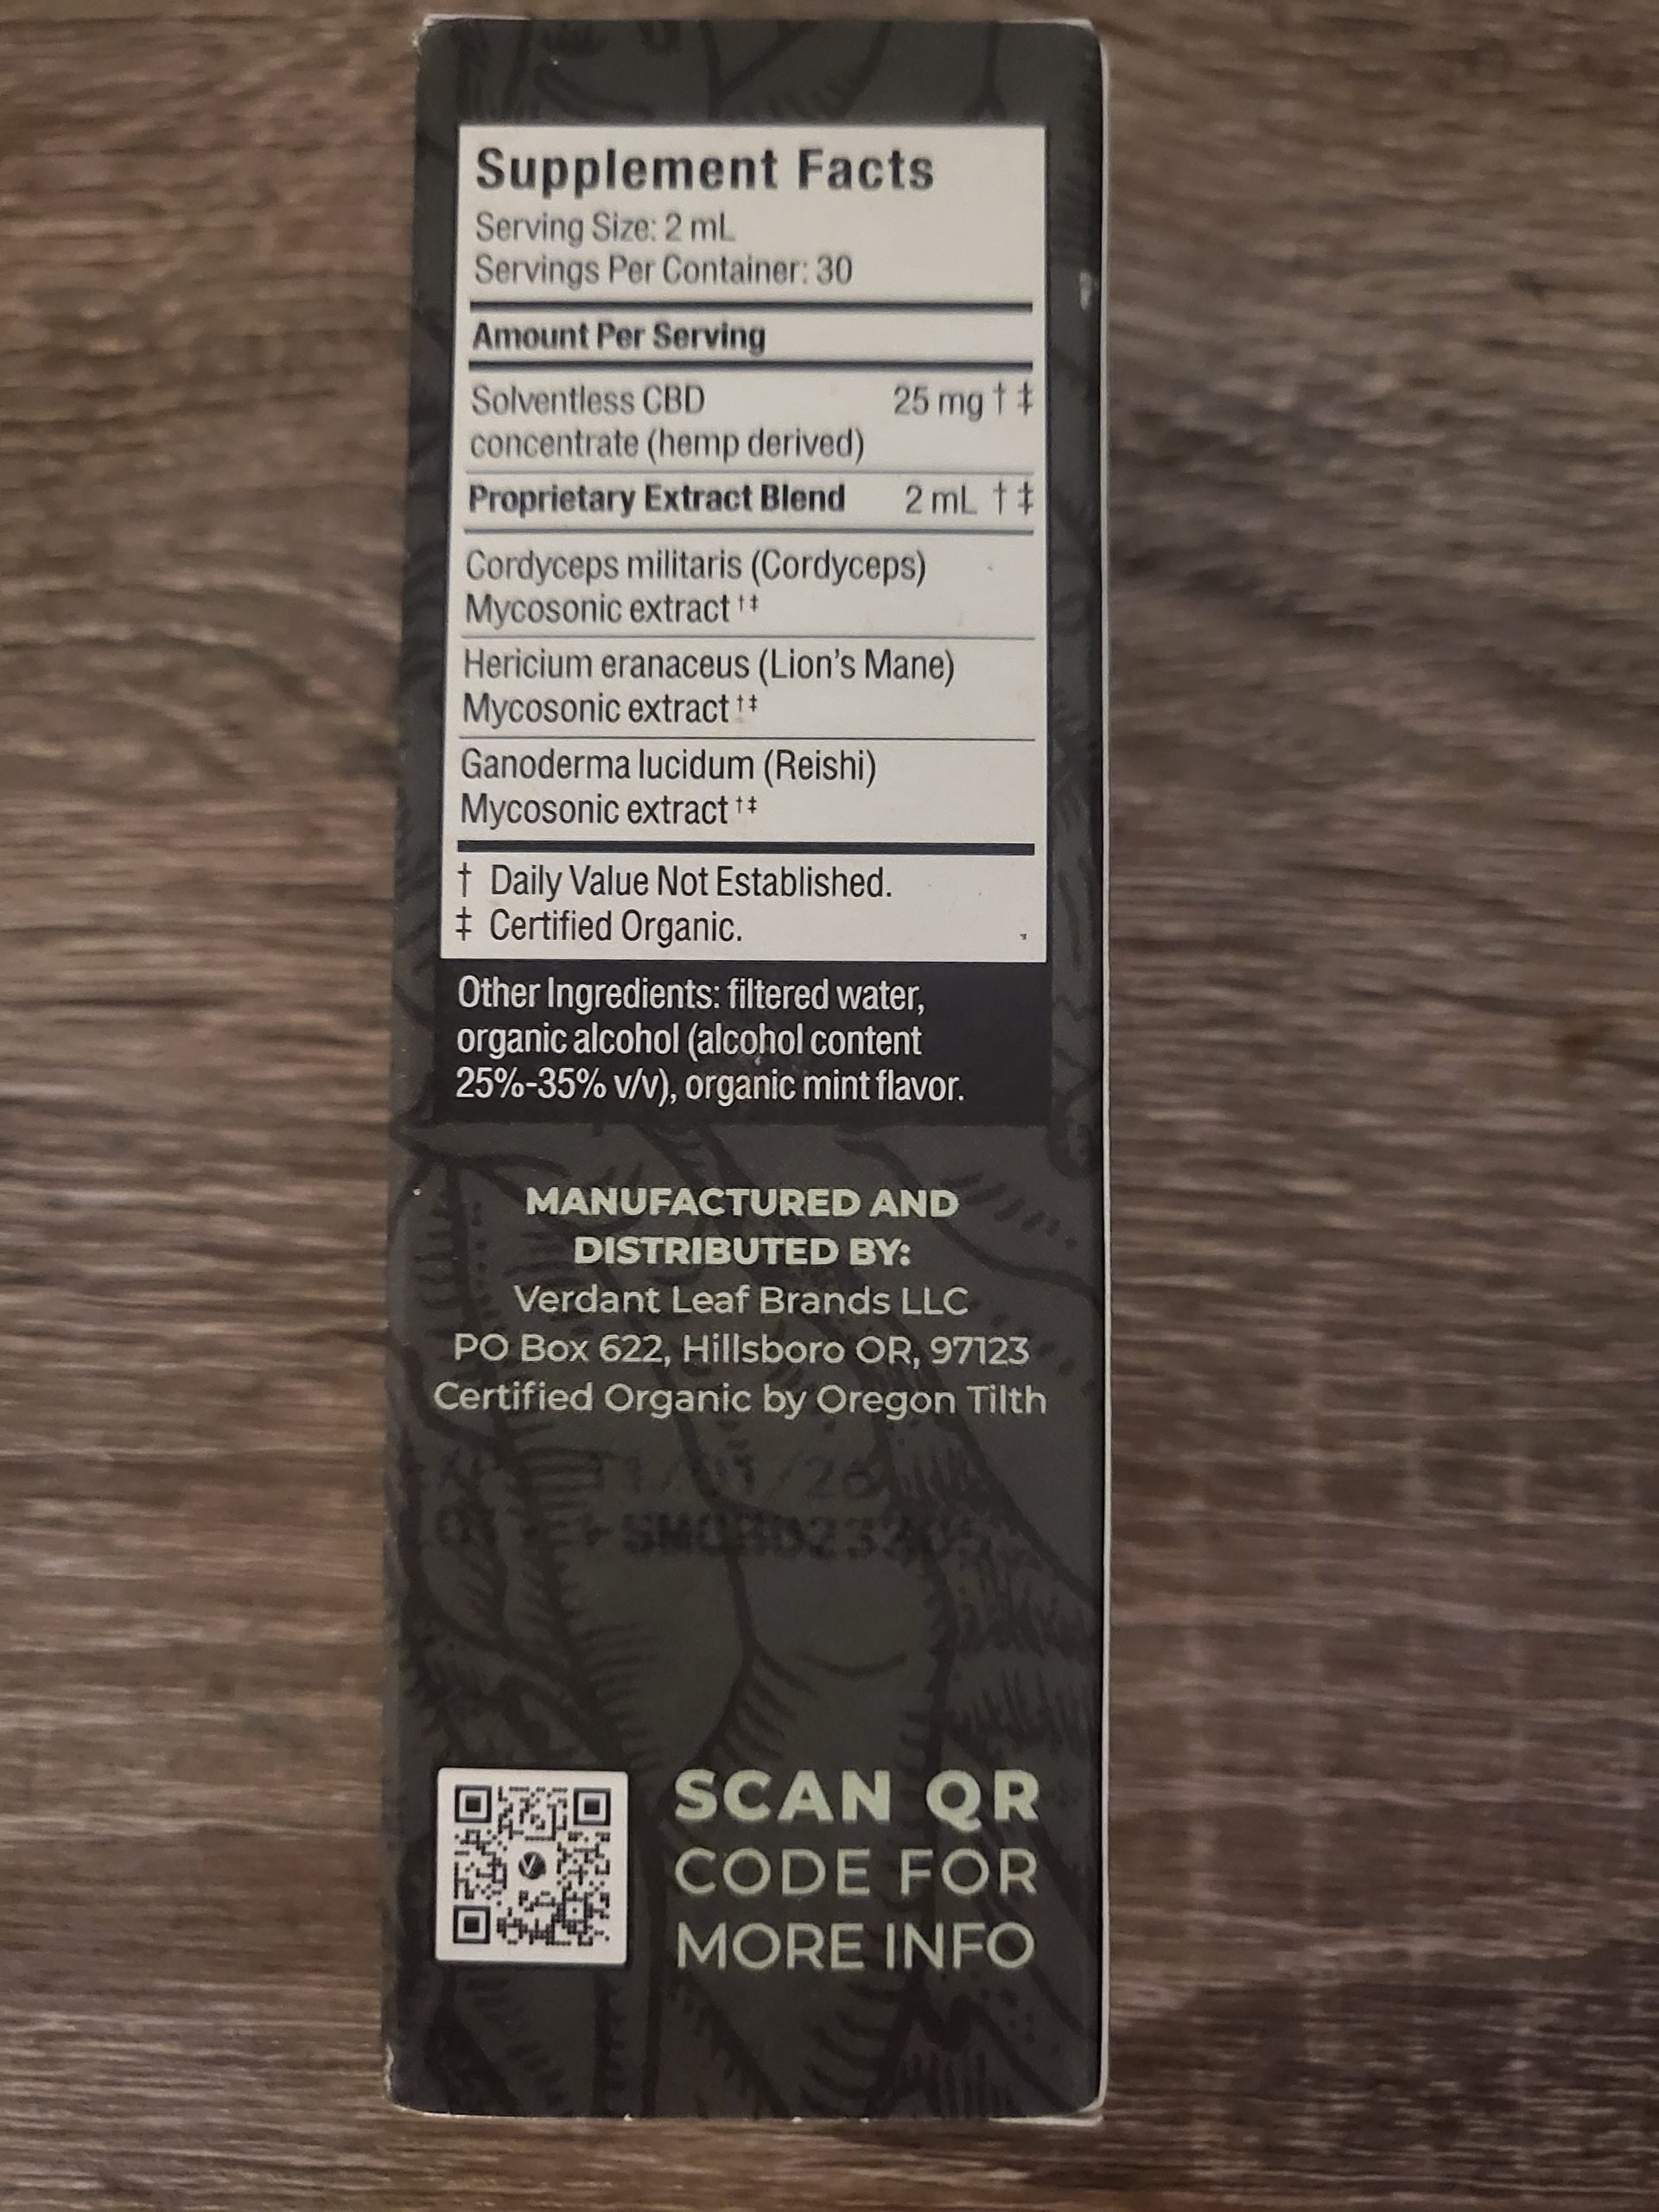 Supplement Facts
Serving Size: 2 mL
Servings Per Container: 30
Amount Per Serving
Solventless CBD 25 mg † ‡
concentrate (hemp derived)
Proprietary Extract Blend 2 mL † ‡
Cordyceps militaris (Cordyceps)
Mycosonic extract †‡
Hericium eranaceus (Lion's Mane)
Mycosonic extract †‡
Ganoderma lucidum (Reishi)
Mycosonic extract †‡
† Daily Value Not Established.
‡ Certified Organic.
Other Ingredients: filtered water,
organic alcohol (alcohol content
25%-35% v/v), organic mint flavor.
MANUFACTURED AND
DISTRIBUTED BY:
Verdant Leaf Brands LLC
PO Box 622, Hillsboro OR, 97123
Certified Organic by Oregon Tilth
SCAN QR
CODE FOR
MORE INFO